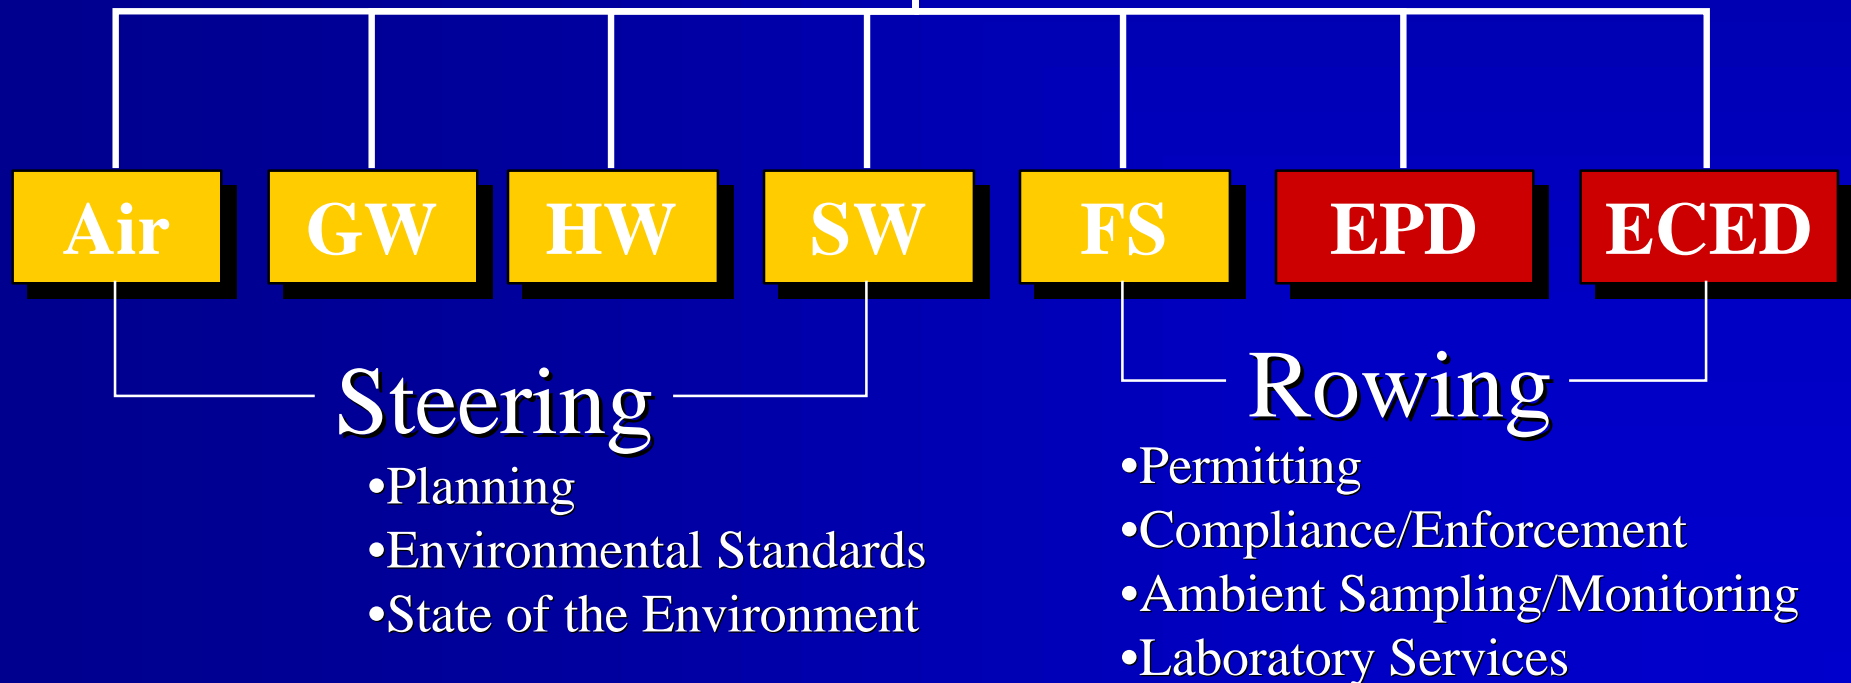 Air GW HW SW FS EPD ECED
Steering
•Planning
•Environmental Standards
•State of the Environment
Rowing
•Permitting
•Compliance/Enforcement
•Ambient Sampling/Monitoring
•Laboratory Services